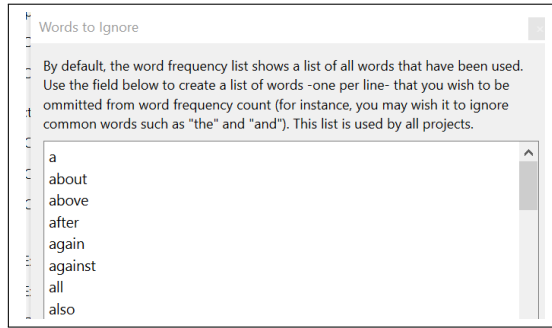 Words to Ignore
By default, the word frequency list shows a list of all words that have been used.
Use the field below to create a list of words -one per line- that you wish to be
ommitted from word frequency count (for instance, you may wish it to ignore
common words such as "the" and "and"). This list is used by all projects.
a
about
above
after
again
against
all
also